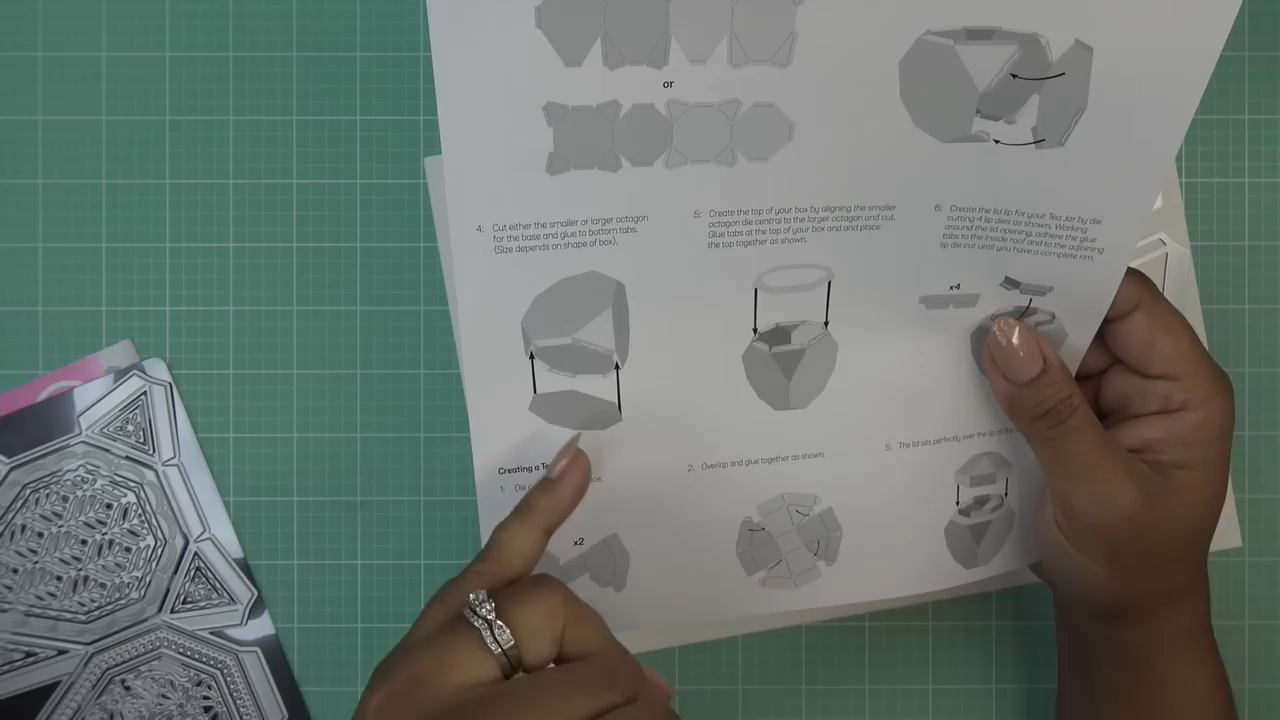 or
4: Cut either the smaller or larger octagon
for the base and glue to bottom tabs.
(Size depends on shape of box).
5: Create the top of your box by aligning the smaller
octagon die central to the larger octagon and cut.
Glue tabs at the top of your box and and place
the top together as shown.
6: Create the lid lip for your Tea Jar by die
cutting 4 lip dies as shown. Working
around the lid opening, adhere the glue
tabs to the inside roof and to the adjoining
lip die cut until you have a complete rim.
x4
Creating a Te
1: Die
2: Overlap and glue together as shown.
5: The lid sits perfectly over the lip of the
x2